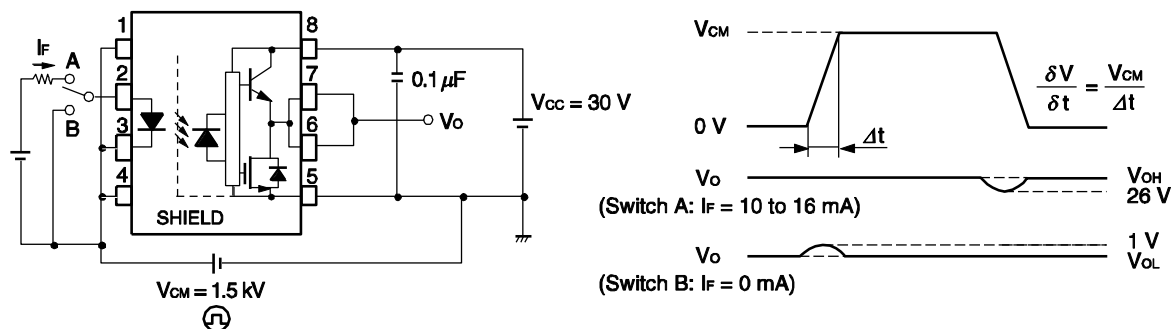 1
8
IF
A
2
7
0.1 μF
VCC = 30 V
B
VO
3
6
4
5
SHIELD
VCM = 1.5 kV
VCM
δV
δt
=
VCM
Δt
0 V
Δt
VO
VOH
26 V
(Switch A: IF = 10 to 16 mA)
1 V
VO
VOL
(Switch B: IF = 0 mA)